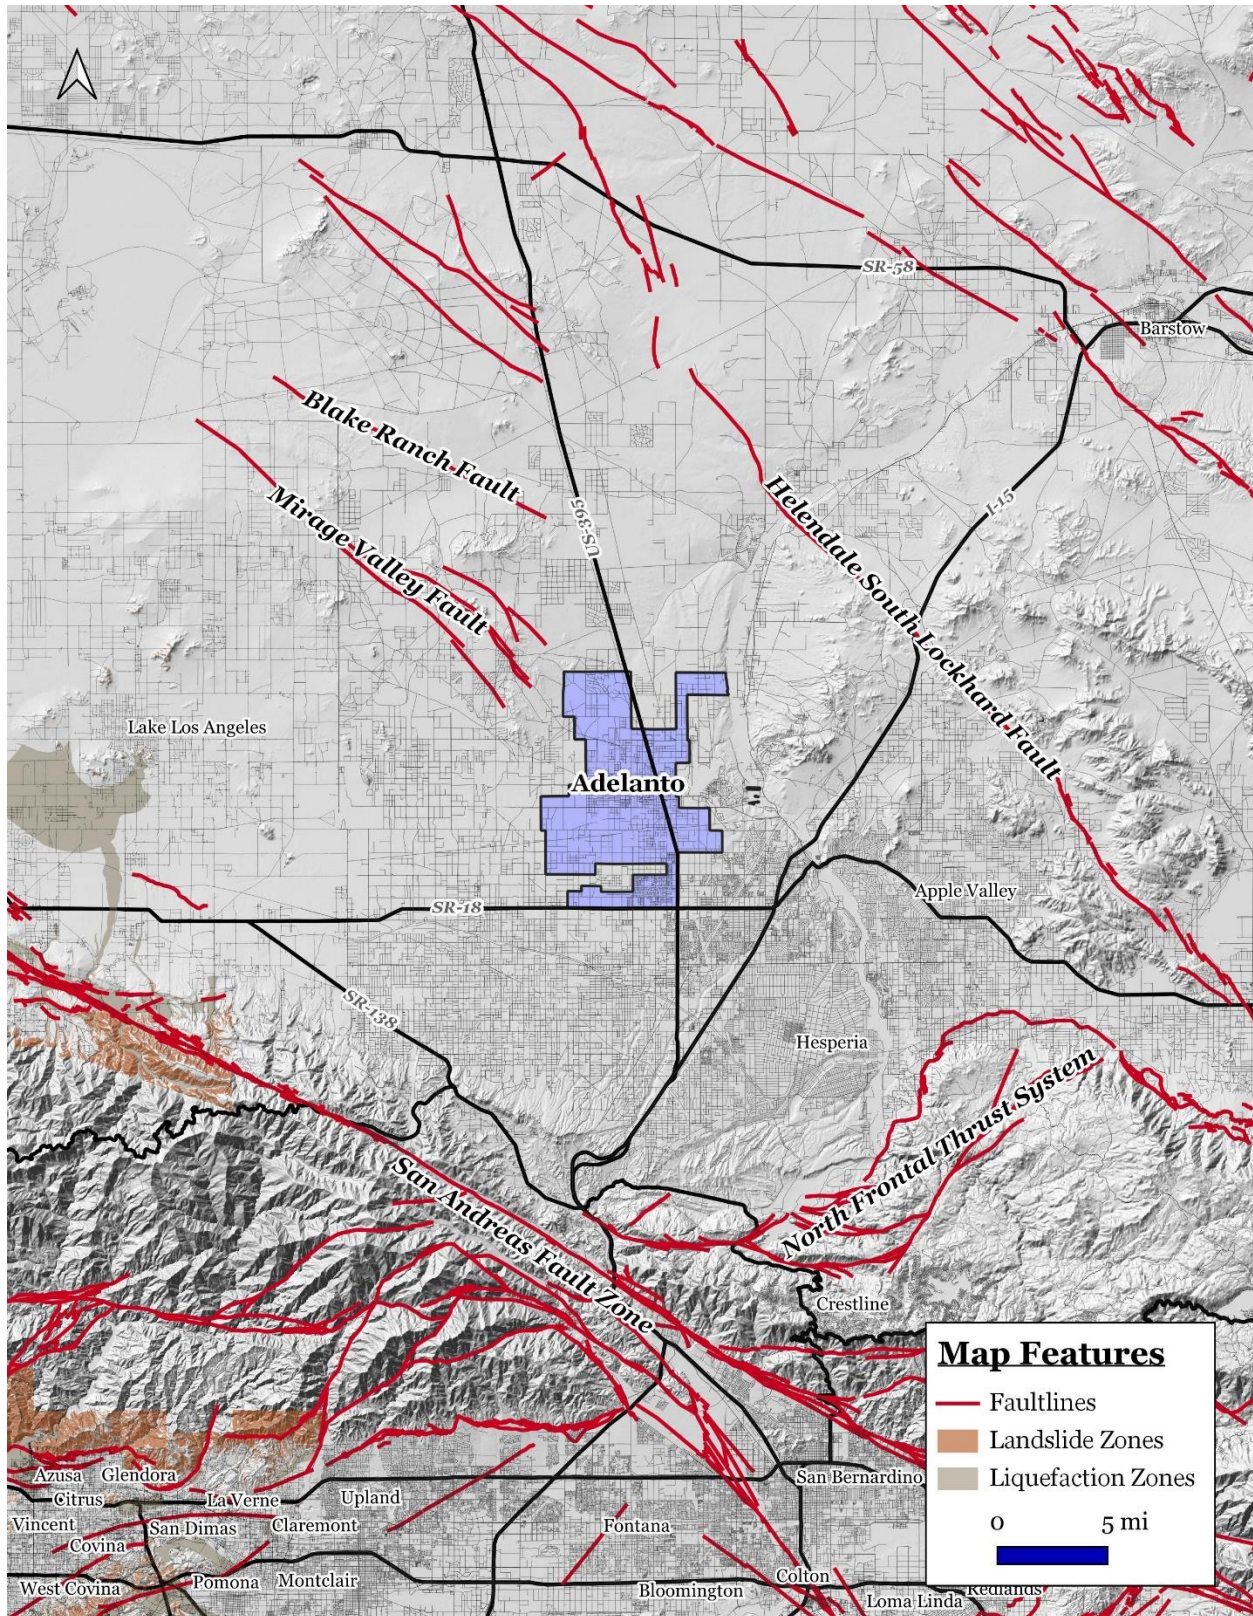 SR-58
Barstow
Blake Ranch Fault
Mirage Valley Fault
US-395
I-15
Helendale South Lockhard Fault
Lake Los Angeles
Adelanto
Apple Valley
SR-18
SR-138
Hesperia
North Frontal Thrust System
San Andreas Fault Zone
Crestline
Map Features
Faultlines
Landslide Zones
Liquefaction Zones
0 5 mi
Azusa
Glendora
San Bernardino
Citrus
La Verne
Upland
Vincent
San Dimas
Claremont
Fontana
Covina
West Covina
Pomona
Montclair
Bloomington
Colton
Loma Linda
Redlands